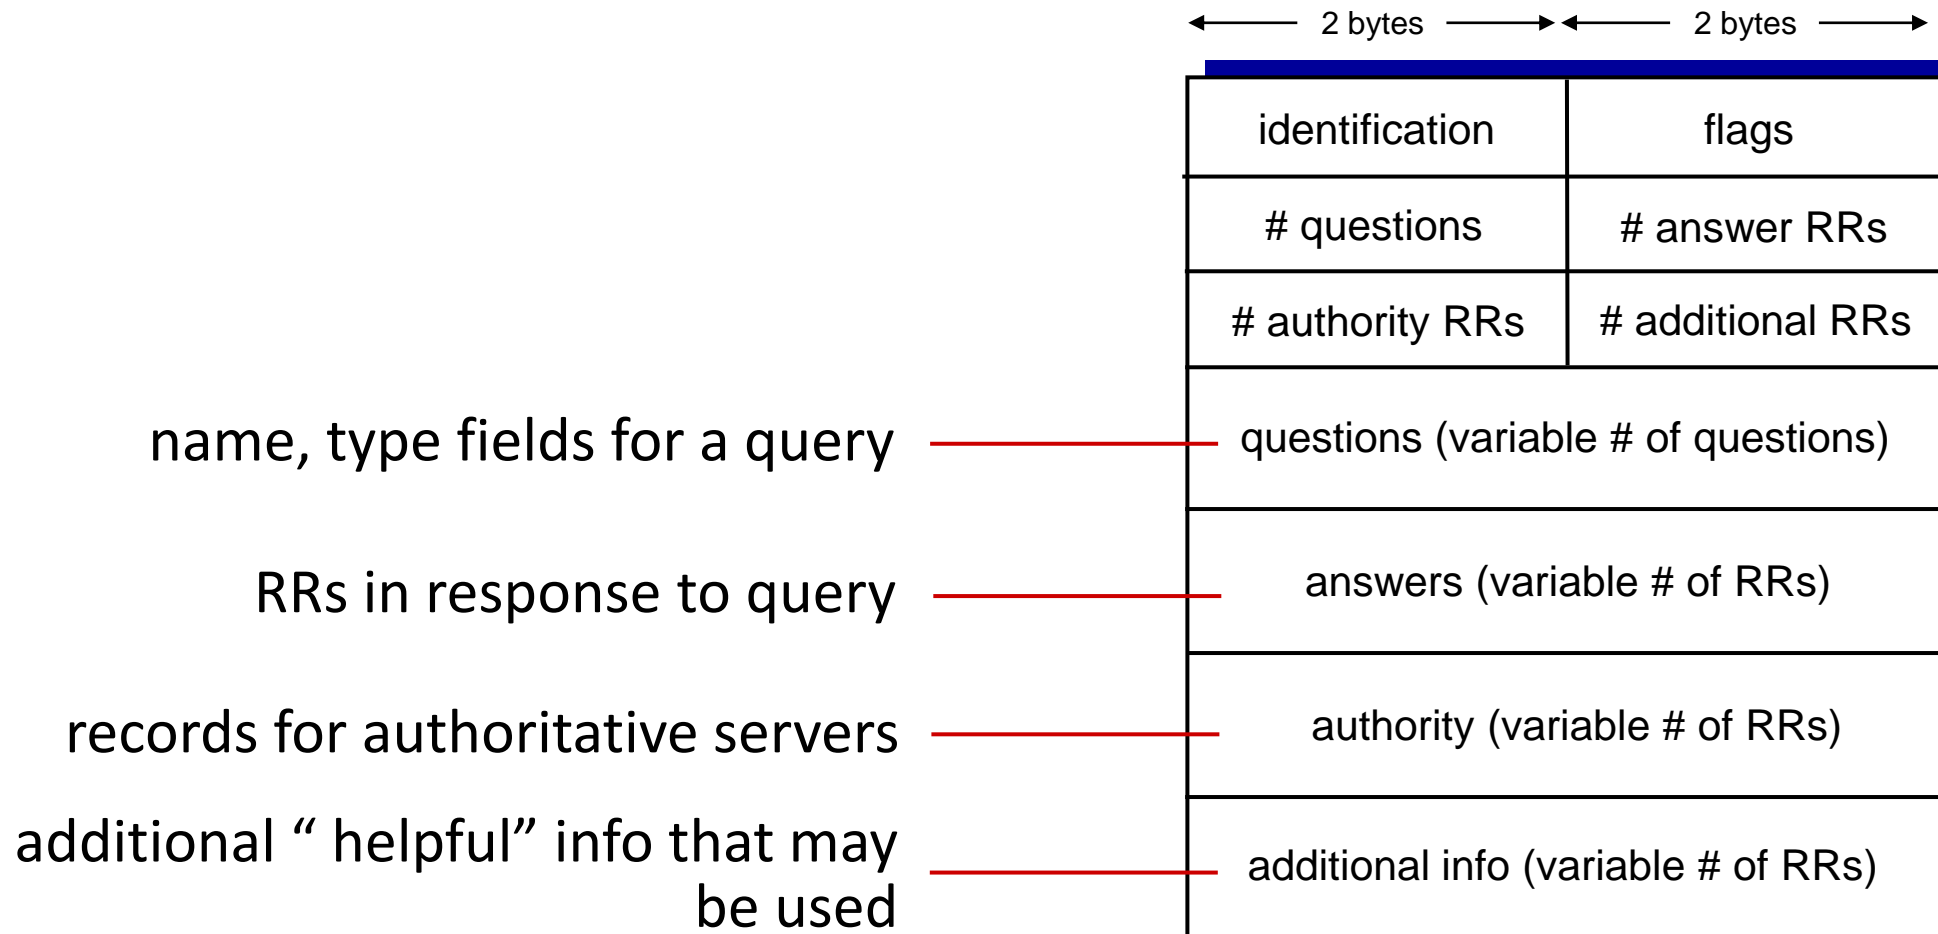 2 bytes 2 bytes
identification flags
# questions # answer RRs
# authority RRs # additional RRs
name, type fields for a query questions (variable # of questions)
RRs in response to query answers (variable # of RRs)
records for authoritative servers authority (variable # of RRs)
additional “ helpful” info that may
be used
additional info (variable # of RRs)